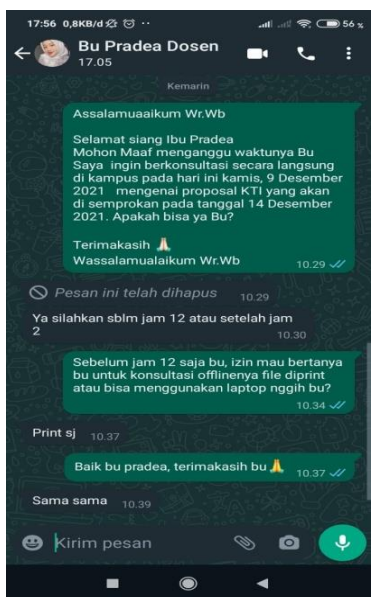 17:56 0,8KB/d
56 %
Bu Pradea Dosen
17.05
Kemarin
Assalamuaaikum Wr.Wb
Selamat siang Ibu Pradea
Mohon Maaf menganggu waktunya Bu
Saya ingin berkonsultasi secara langsung
di kampus pada hari ini kamis, 9 Desember
2021 mengenai proposal KTI yang akan
di semprokan pada tanggal 14 Desember
2021. Apakah bisa ya Bu?
Terimakasih 🙏
Wassalamualaikum Wr.Wb
10.29
Pesan ini telah dihapus 10.29
Ya silahkan sblm jam 12 atau setelah jam
2
10.30
Sebelum jam 12 saja bu, izin mau bertanya
bu untuk konsultasi offlinenya file diprint
atau bisa menggunakan laptop nggih bu?
10.34
Print sj 10.37
Baik bu pradea, terimakasih bu 🙏 10.37
Sama sama 10.39
Kirim pesan